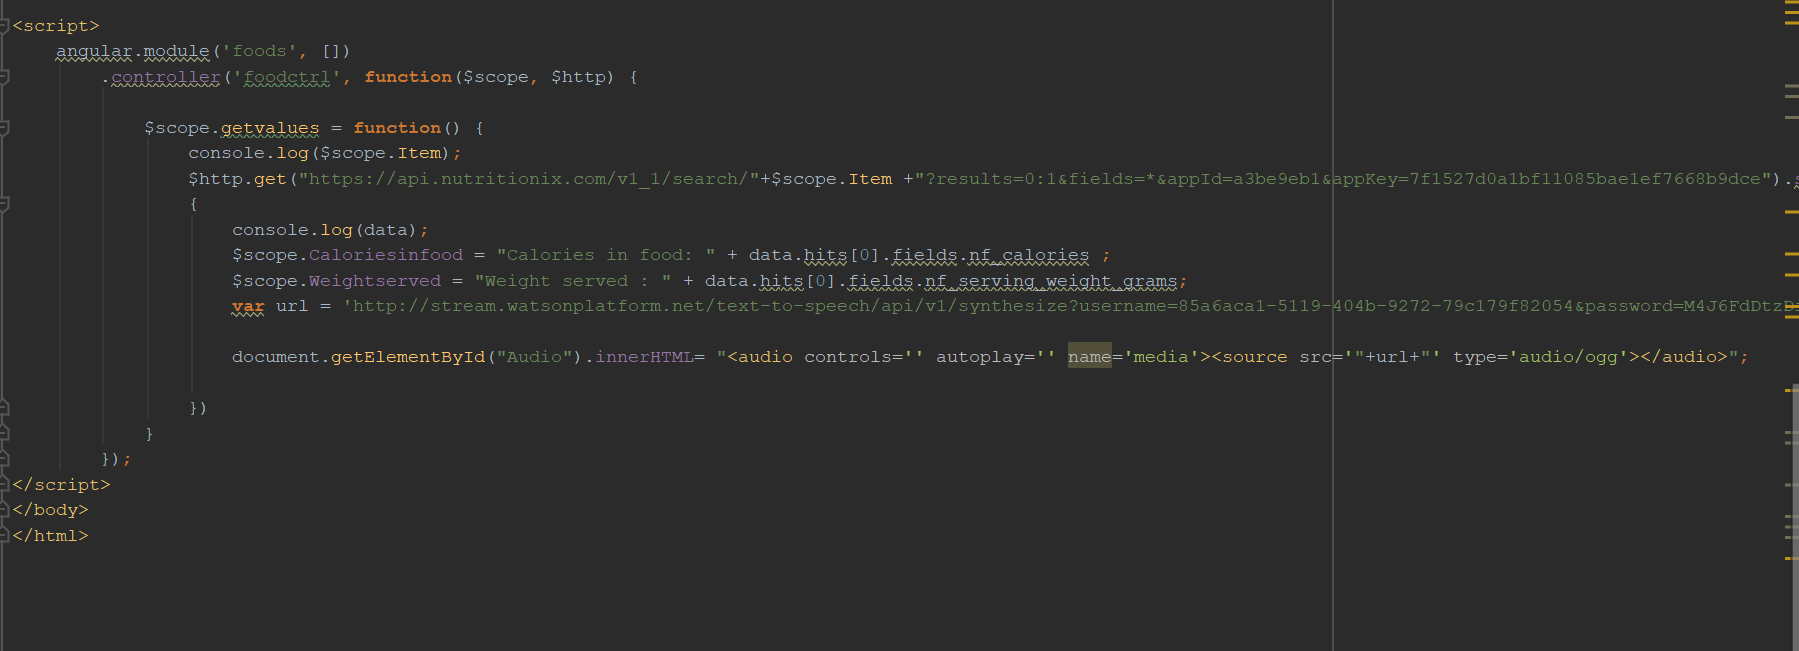 <script>
angular.module('foods', [])
.controller('foodctrl', function($scope, $http) {
$scope.getvalues = function() {
console.log($scope.Item);
$http.get("https://api.nutritionix.com/v1_1/search/"+$scope.Item +"?results=0:1&fields=*&appId=a3be9eb1&appKey=7f1527d0a1bf11085bae1ef7668b9dce").
{
console.log(data);
$scope.Caloriesinfood = "Calories in food: " + data.hits[0].fields.nf_calories ;
$scope.Weightserved = "Weight served : " + data.hits[0].fields.nf_serving_weight_grams;
var url = 'http://stream.watsonplatform.net/text-to-speech/api/v1/synthesize?username=85a6aca1-5119-404b-9272-79c179f82054&password=M4J6FdDtzD
document.getElementById("Audio").innerHTML= "<audio controls='' autoplay='' name='media'><source src='"+url+"' type='audio/ogg'></audio>";
})
}
});
</script>
</body>
</html>